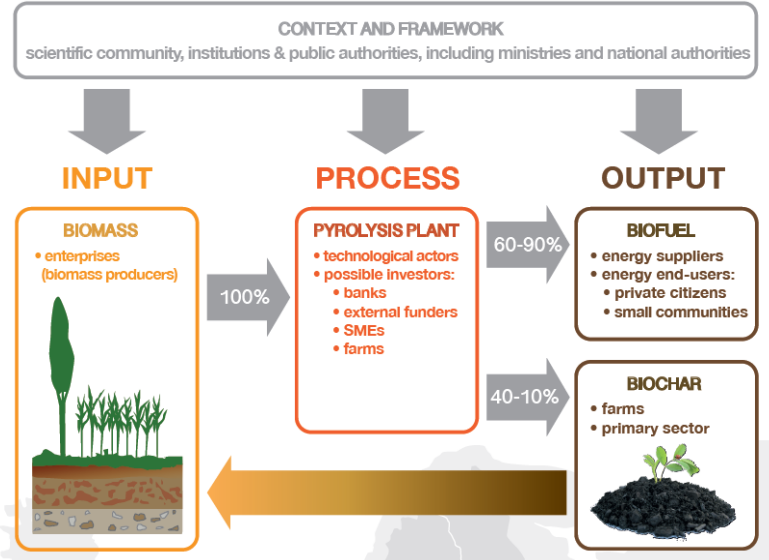 CONTEXT AND FRAMEWORK
scientific community, institutions & public authorities, including ministries and national authorities
INPUT
PROCESS
OUTPUT
BIOMASS
• enterprises
(biomass producers)
100%
PYROLYSIS PLANT
• technological actors
• possible investors:
• banks
• external funders
• SMEs
• farms
60-90%
BIOFUEL
• energy suppliers
• energy end-users:
• private citizens
• small communities
40-10%
BIOCHAR
• farms
• primary sector